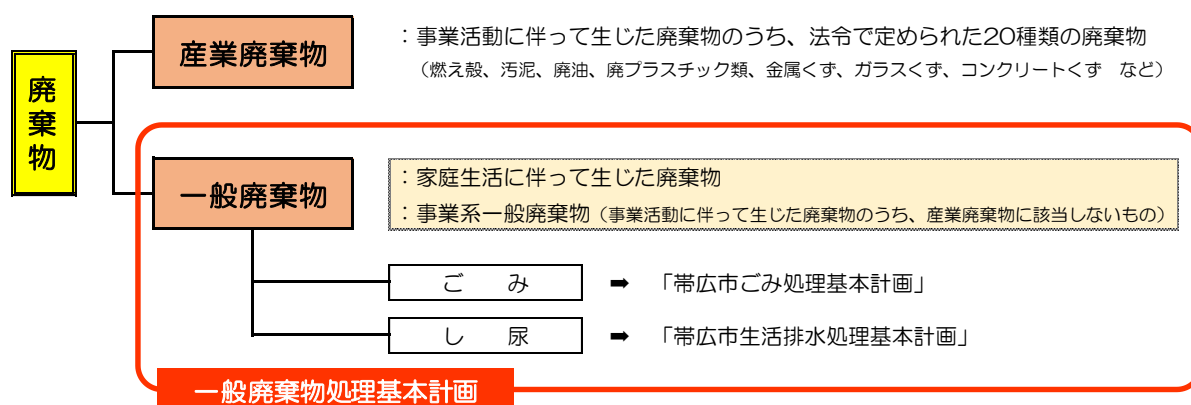 廃棄物
産業廃棄物
：事業活動に伴って生じた廃棄物のうち、法令で定められた20種類の廃棄物
（燃え殻、汚泥、廃油、廃プラスチック類、金属くず、ガラスくず、コンクリートくず　など）
一般廃棄物
：家庭生活に伴って生じた廃棄物
：事業系一般廃棄物（事業活動に伴って生じた廃棄物のうち、産業廃棄物に該当しないもの）
ご　み　➡　「帯広市ごみ処理基本計画」
し　尿　➡　「帯広市生活排水処理基本計画」
一般廃棄物処理基本計画